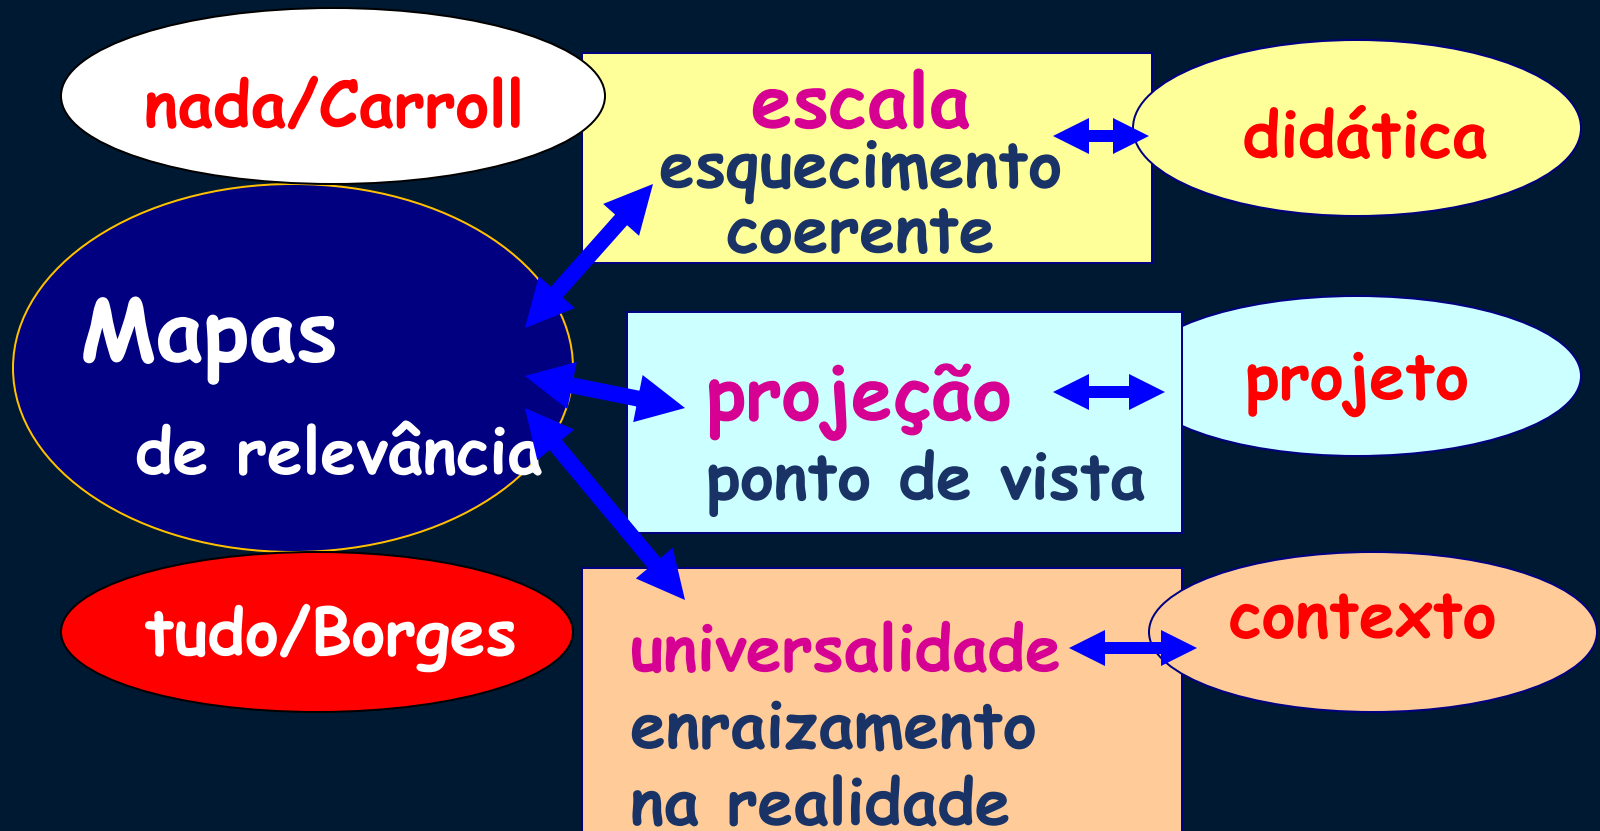 nada/Carroll
escala
esquecimento
coerente
didática
Mapas
de relevância
projeção
ponto de vista
projeto
tudo/Borges
universalidade
enraizamento
na realidade
contexto